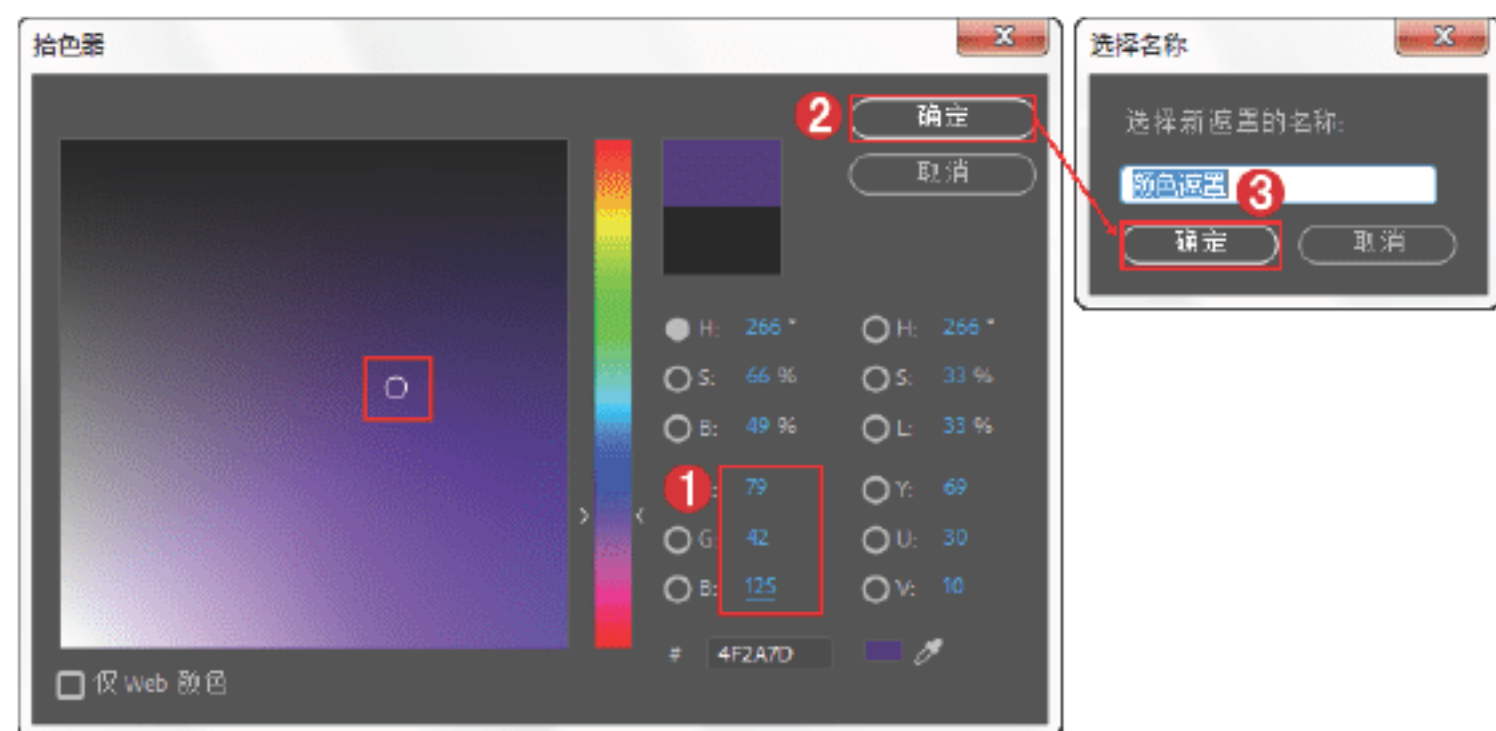 拾色器
2
确定
取消
H: 266 °
H: 266 °
S: 66 %
S: 33 %
B: 49 %
L: 33 %
1
: 79
Y: 69
G: 42
U: 30
B: 125
V: 10
# 4F2A7D
仅 Web 颜色
选择名称
选择新遮罩的名称:
颜色遮罩
3
确定
取消